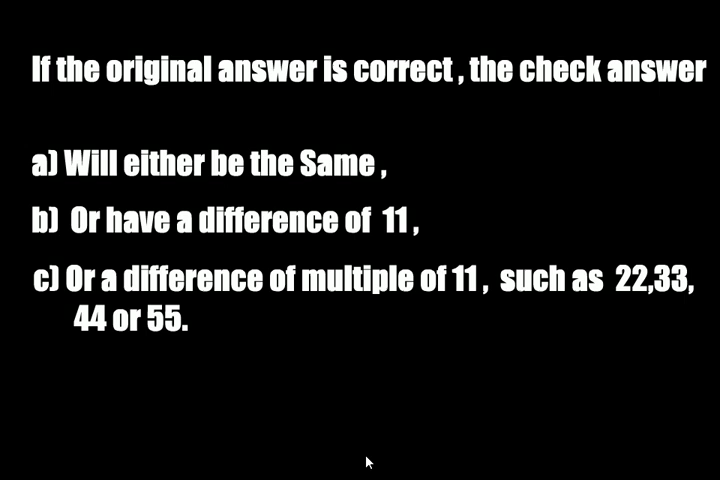 If the original answer is correct , the check answer
a) Will either be the Same ,
b) Or have a difference of 11 ,
c) Or a difference of multiple of 11 , such as 22,33,
44 or 55.